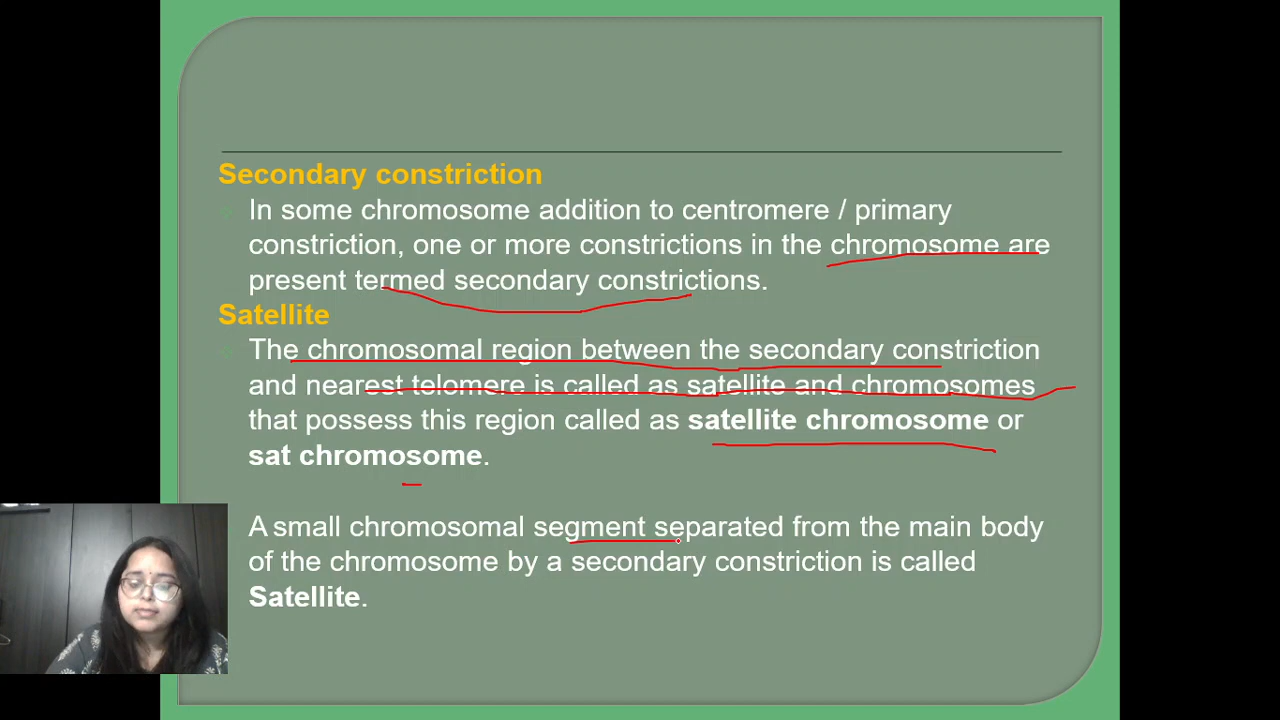 Secondary constriction
In some chromosome addition to centromere / primary
constriction, one or more constrictions in the chromosome are
present termed secondary constrictions.
Satellite
The chromosomal region between the secondary constriction
and nearest telomere is called as satellite and chromosomes
that possess this region called as satellite chromosome or
sat chromosome.
A small chromosomal segment separated from the main body
of the chromosome by a secondary constriction is called
Satellite.